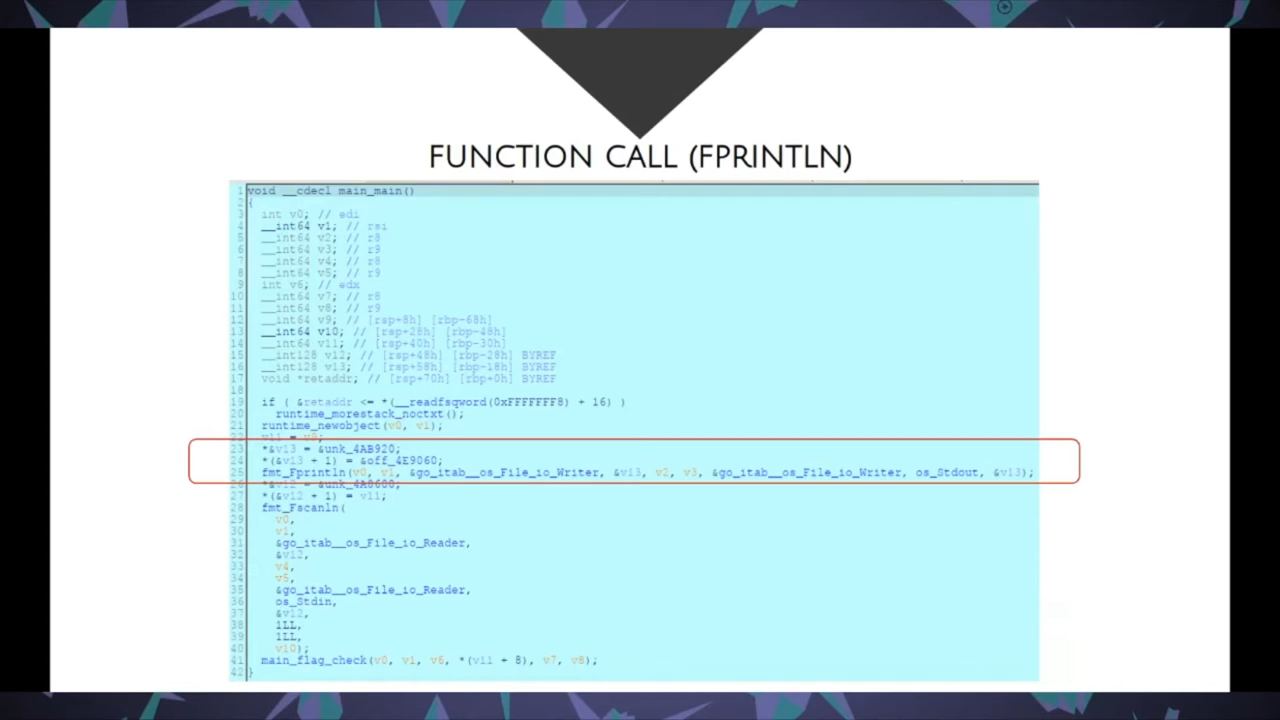 FUNCTION CALL (FPRINTLN)
1 void __cdecl main_main()
2 {
3 int v0; // edi
4 __int64 v1; // rsi
5 __int64 v2; // r8
6 __int64 v3; // r9
7 __int64 v4; // r8
8 __int64 v5; // r9
9 int v6; // edx
10 __int64 v7; // r8
11 __int64 v8; // r9
12 __int64 v9; // [rsp+8h] [rbp-68h]
13 __int64 v10; // [rsp+28h] [rbp-48h]
14 __int64 v11; // [rsp+40h] [rbp-30h]
15 __int128 v12; // [rsp+48h] [rbp-28h] BYREF
16 __int128 v13; // [rsp+58h] [rbp-18h] BYREF
17 void *retaddr; // [rsp+70h] [rbp+0h] BYREF
18
19 if ( &retaddr <= *(__readfsqword(0xFFFFFFF8) + 16) )
20 runtime_morestack_noctxt();
21 runtime_newobject(v0, v1);
22 v11 = v9;
23 *&v13 = &unk_4AB920;
24 *(&v13 + 1) = &off_4E9060;
25 fmt_Fprintln(v0, v1, &go_itab__os_File_io_Writer, &v13, v2, v3, &go_itab__os_File_io_Writer, os_Stdout, &v13);
26 *&v12 = &unk_4A8680;
27 *(&v12 + 1) = v11;
28 fmt_Fscanln(
29 v0,
30 v1,
31 &go_itab__os_File_io_Reader,
32 &v12,
33 v4,
34 v5,
35 &go_itab__os_File_io_Reader,
36 os_Stdin,
37 &v12,
38 1LL,
39 1LL,
40 v10);
41 main_flag_check(v0, v1, v6, *(v11 + 8), v7, v8);
42 }